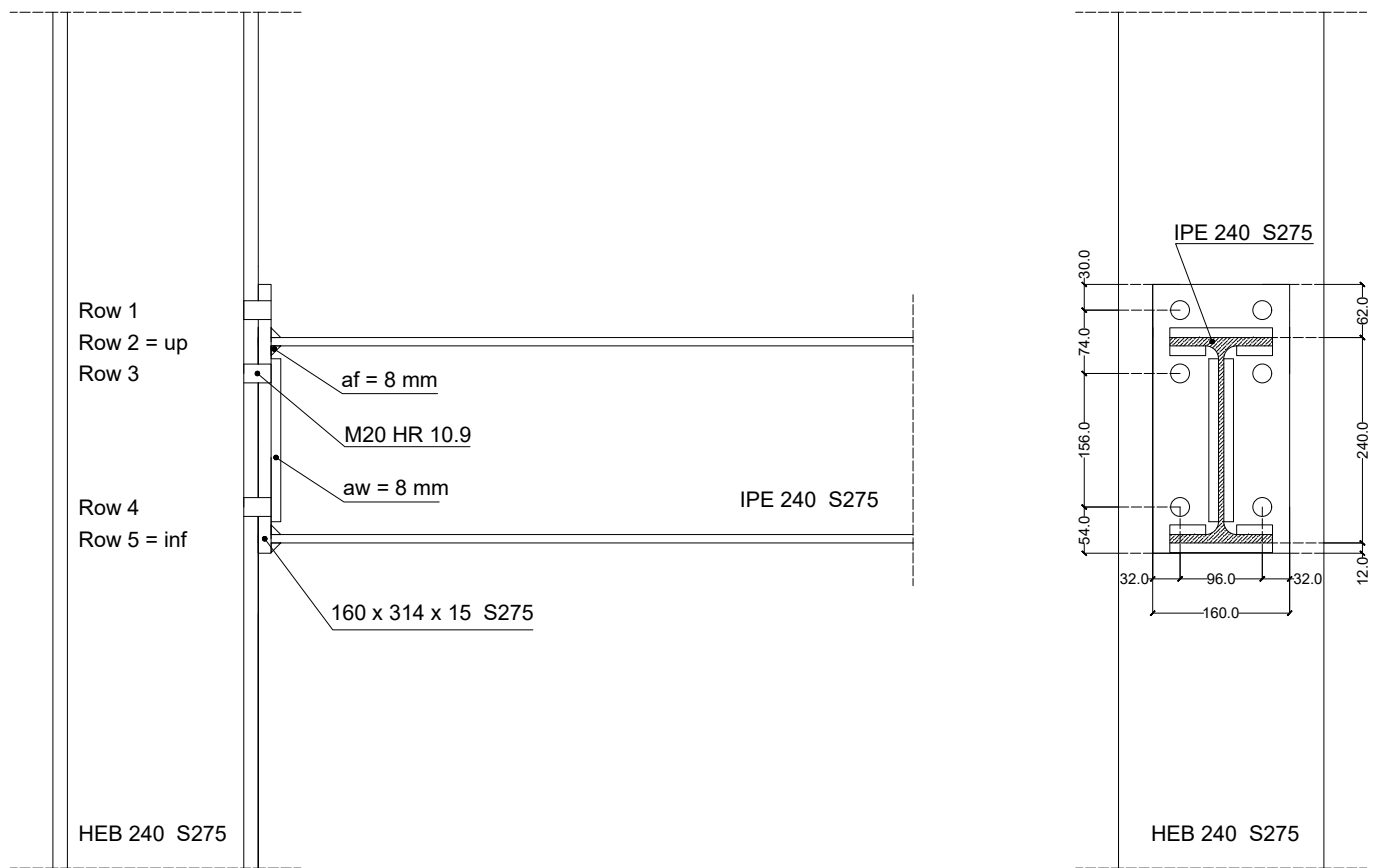 Row 1
Row 2 = up
Row 3
Row 4
Row 5 = inf
af = 8 mm
M20 HR 10.9
aw = 8 mm
IPE 240  S275
160 x 314 x 15  S275
HEB 240  S275
IPE 240  S275
30.0
74.0
156.0
54.0
62.0
240.0
12.0
32.0
96.0
32.0
160.0
HEB 240  S275